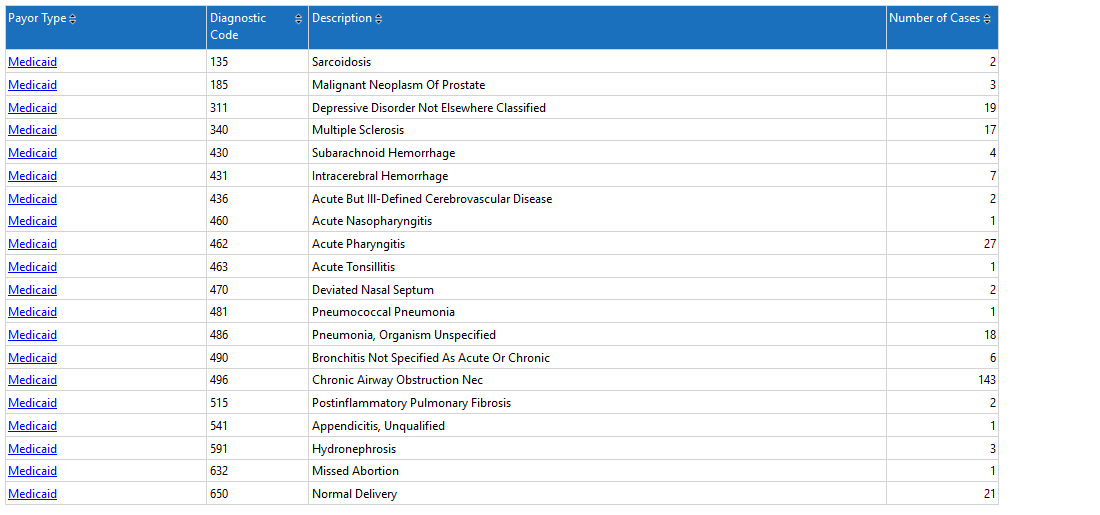 Payor Type Diagnostic Code Description Number of Cases
Medicaid 135 Sarcoidosis 2
Medicaid 185 Malignant Neoplasm Of Prostate 3
Medicaid 311 Depressive Disorder Not Elsewhere Classified 19
Medicaid 340 Multiple Sclerosis 17
Medicaid 430 Subarachnoid Hemorrhage 4
Medicaid 431 Intracerebral Hemorrhage 7
Medicaid 436 Acute But Ill-Defined Cerebrovascular Disease 2
Medicaid 460 Acute Nasopharyngitis 1
Medicaid 462 Acute Pharyngitis 27
Medicaid 463 Acute Tonsillitis 1
Medicaid 470 Deviated Nasal Septum 2
Medicaid 481 Pneumococcal Pneumonia 1
Medicaid 486 Pneumonia, Organism Unspecified 18
Medicaid 490 Bronchitis Not Specified As Acute Or Chronic 6
Medicaid 496 Chronic Airway Obstruction Nec 143
Medicaid 515 Postinflammatory Pulmonary Fibrosis 2
Medicaid 541 Appendicitis, Unqualified 1
Medicaid 591 Hydronephrosis 3
Medicaid 632 Missed Abortion 1
Medicaid 650 Normal Delivery 21